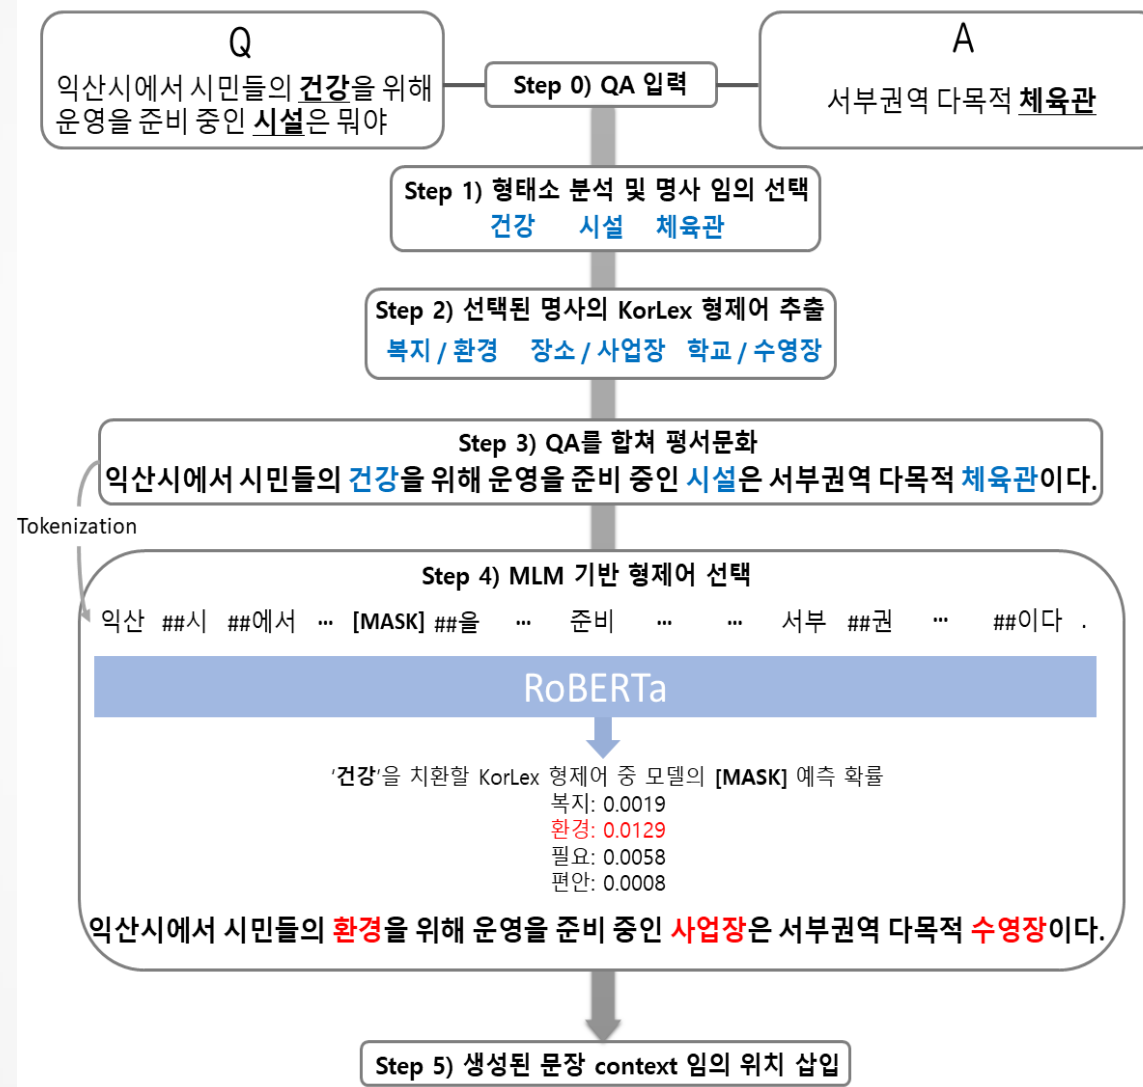 Q
익산시에서 시민들의 건강을 위해
운영을 준비 중인 시설은 뭐야
Step 0) QA 입력
A
서부권역 다목적 체육관
Step 1) 형태소 분석 및 명사 임의 선택
건강 시설 체육관
Step 2) 선택된 명사의 KorLex 형제어 추출
복지 / 환경 장소 / 사업장 학교 / 수영장
Step 3) QA를 합쳐 평서문화
익산시에서 시민들의 건강을 위해 운영을 준비 중인 시설은 서부권역 다목적 체육관이다.
Tokenization
Step 4) MLM 기반 형제어 선택
익산 ##시 ##에서 ... [MASK] ##을 ... 준비 ... ... 서부 ##권 ... ##이다 .
RoBERTa
'건강'을 치환할 KorLex 형제어 중 모델의 [MASK] 예측 확률
복지: 0.0019
환경: 0.0129
필요: 0.0058
편안: 0.0008
익산시에서 시민들의 환경을 위해 운영을 준비 중인 사업장은 서부권역 다목적 수영장이다.
Step 5) 생성된 문장 context 임의 위치 삽입